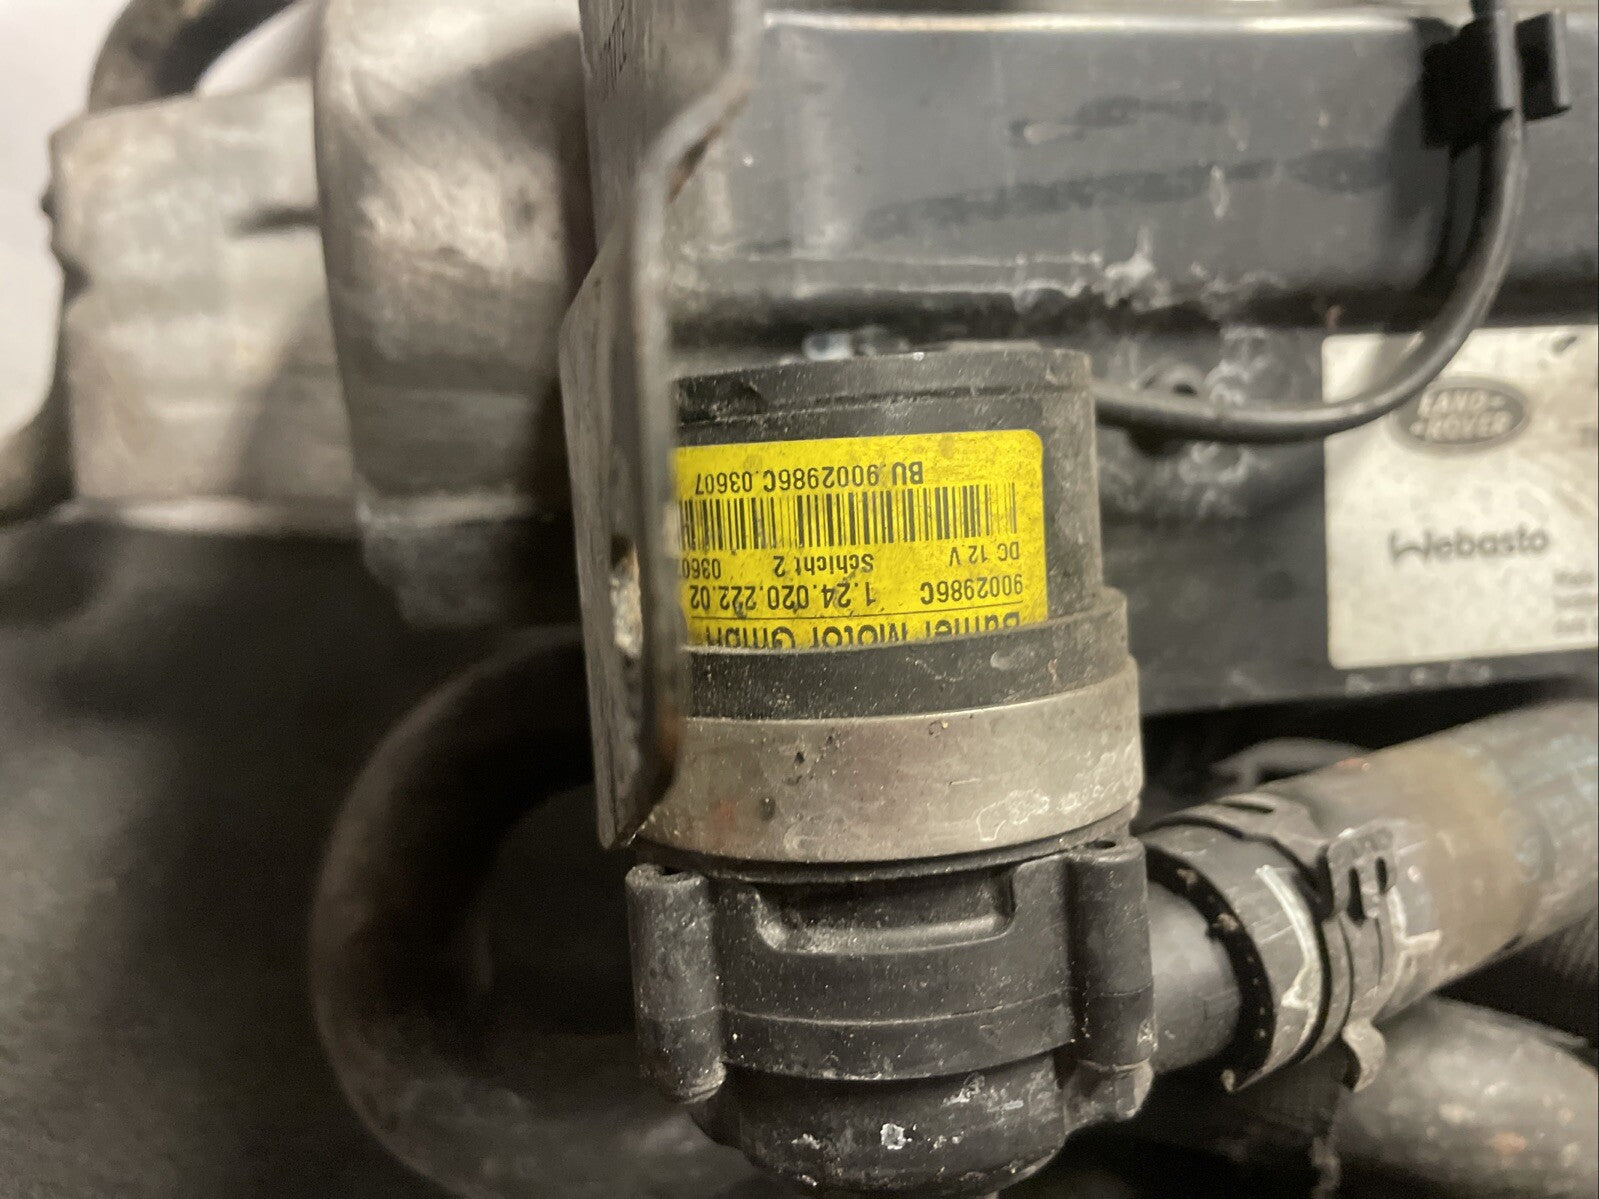 Bühler Motor GmbH
9002986C 1.24.020.222.02
DC 12 V Schicht 2 0360
BU.9002986C.03607
LAND-
ROVER
Webasto